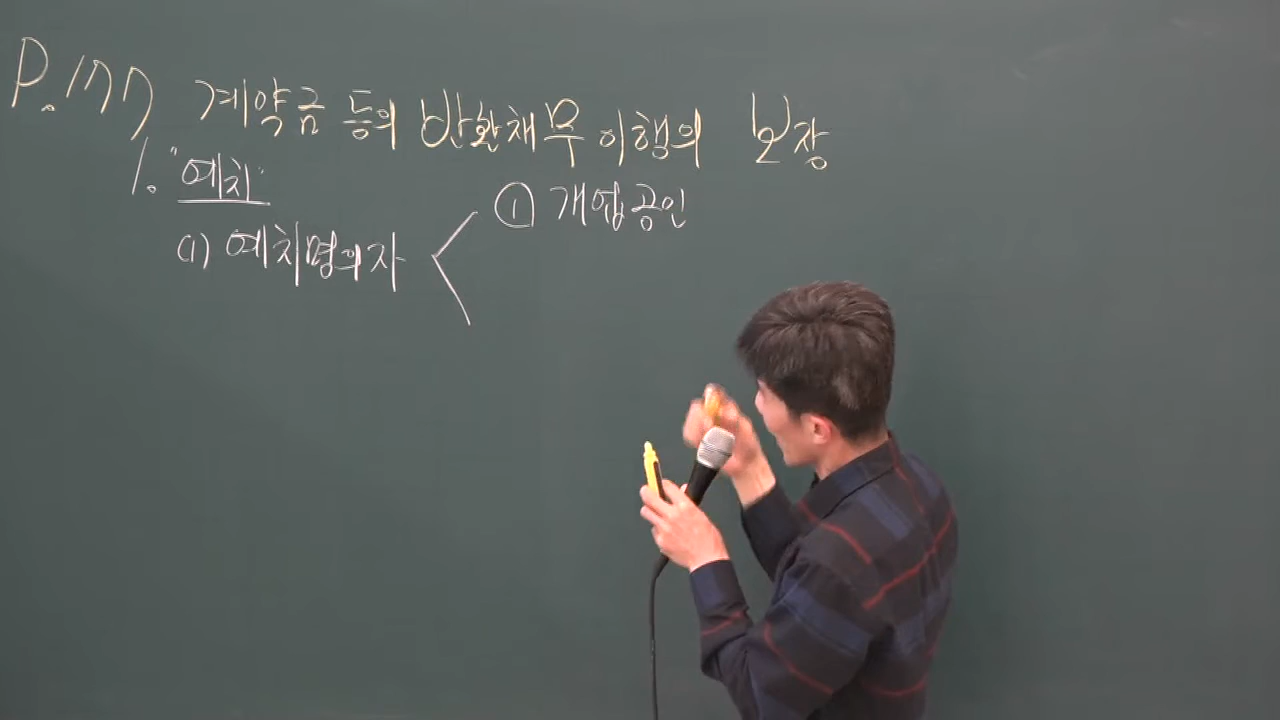 P.177 계약금 등의 반환채무 이행의 보장
1. "예치"
(1) 예치명의자 < ① 개업공인